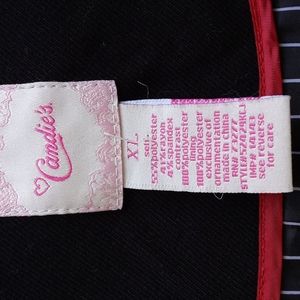 Candie's.
XL
self:
55%polyester
41%rayon
4%spandex
contrast
100%polyester
lining
100%polyester
exclusive of
ornamentation
made in china
see reverse
for care